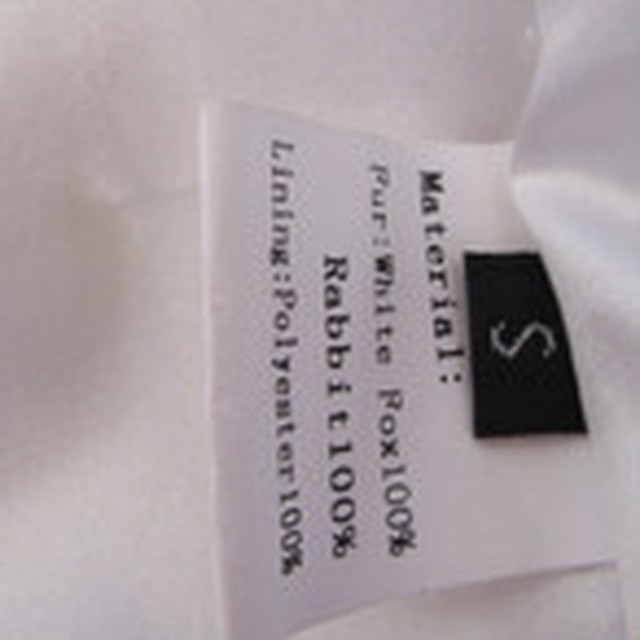 S
Material:
Fur:White Fox100%
Rabbit100%
Lining:Polyester100%